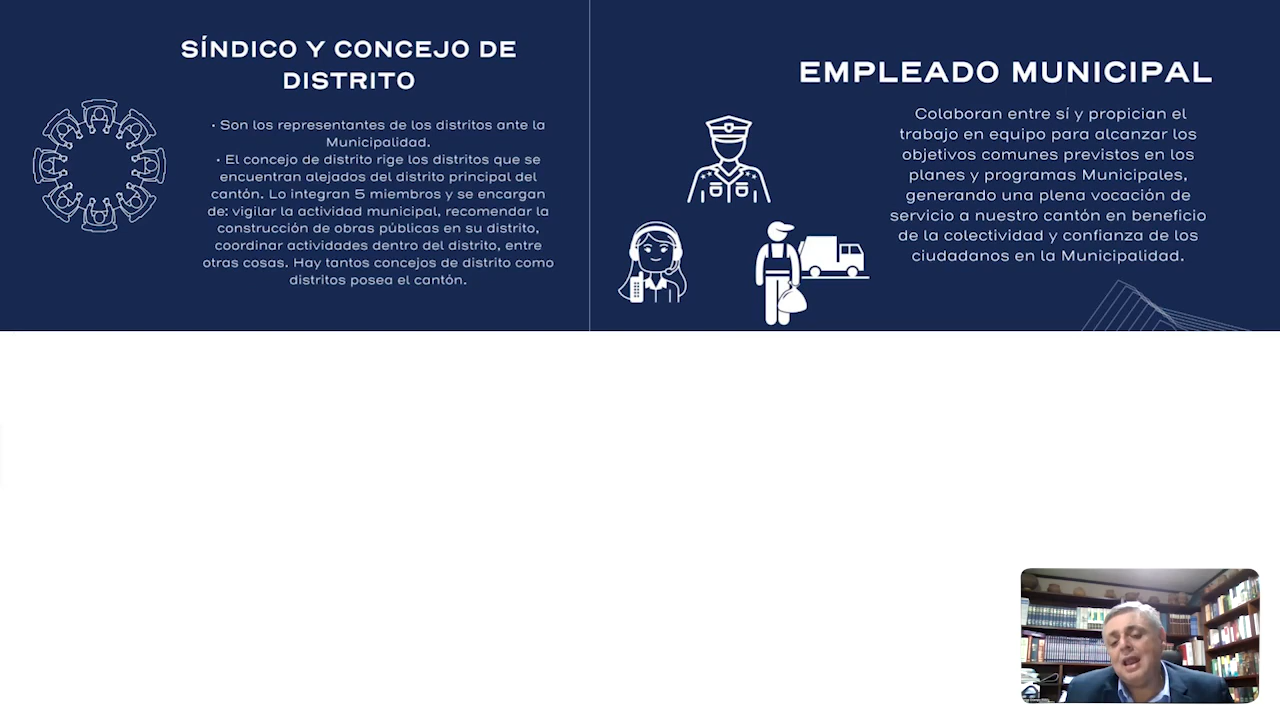 SÍNDICO Y CONCEJO DE
DISTRITO
• Son los representantes de los distritos ante la
Municipalidad.
• El concejo de distrito rige los distritos que se
encuentran alejados del distrito principal del
cantón. Lo integran 5 miembros y se encargan
de: vigilar la actividad municipal, recomendar la
construcción de obras públicas en su distrito,
coordinar actividades dentro del distrito, entre
otras cosas. Hay tantos concejos de distrito como
distritos posea el cantón.
EMPLEADO MUNICIPAL
Colaboran entre sí y propician el
trabajo en equipo para alcanzar los
objetivos comunes previstos en los
planes y programas Municipales,
generando una plena vocación de
servicio a nuestro cantón en beneficio
de la colectividad y confianza de los
ciudadanos en la Municipalidad.